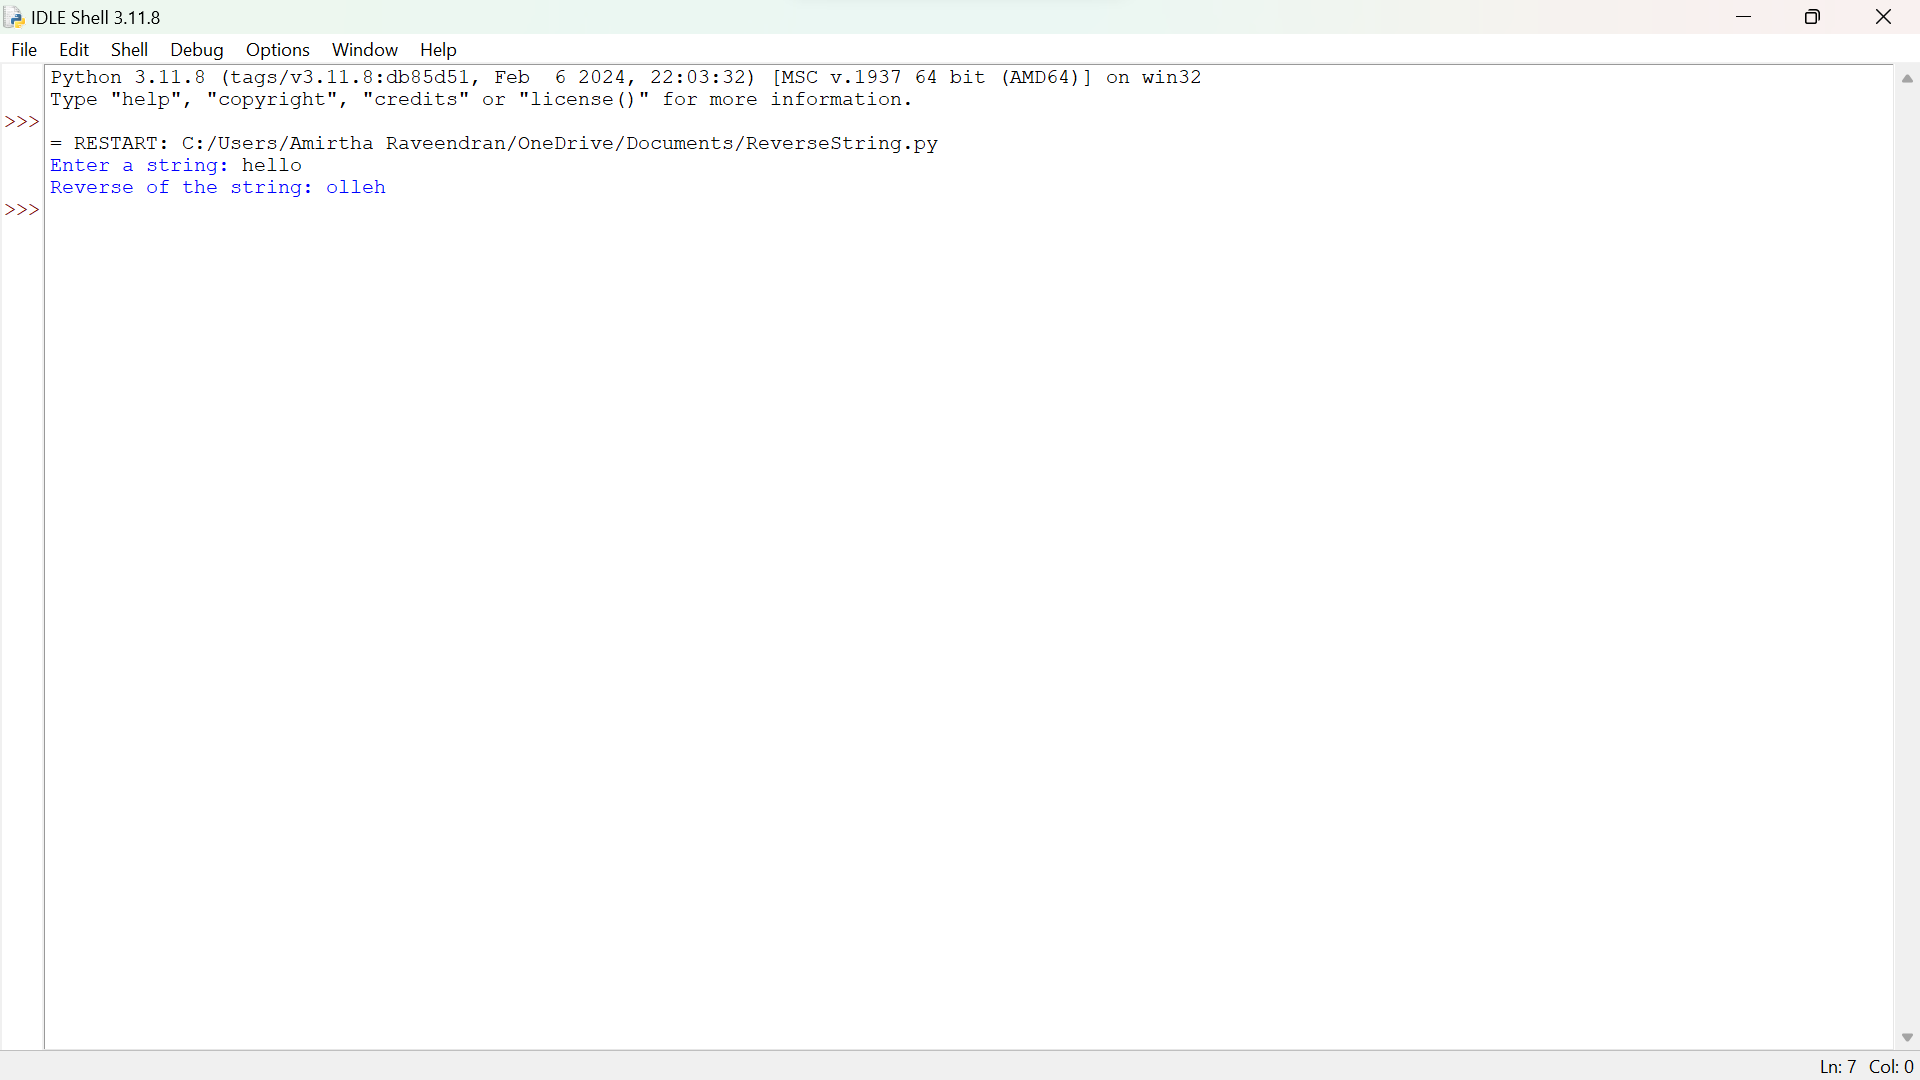 IDLE Shell 3.11.8
File Edit Shell Debug Options Window Help
Python 3.11.8 (tags/v3.11.8:db85d51, Feb  6 2024, 22:03:32) [MSC v.1937 64 bit (AMD64)] on win32
Type "help", "copyright", "credits" or "license()" for more information.
>>>
= RESTART: C:/Users/Amirtha Raveendran/OneDrive/Documents/ReverseString.py
Enter a string: hello
Reverse of the string: olleh
>>>
Ln: 7 Col: 0